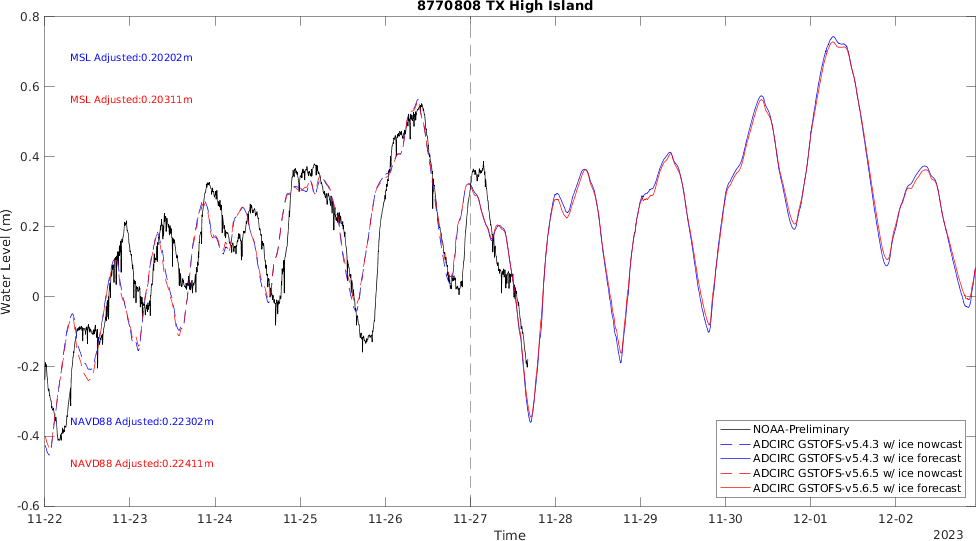 8770808 TX High Island
0.8
0.6
0.4
0.2
0
-0.2
-0.4
-0.6
Water Level (m)
MSL Adjusted:0.20202m
MSL Adjusted:0.20311m
NAVD88 Adjusted:0.22302m
NAVD88 Adjusted:0.22411m
NOAA-Preliminary
ADCIRC GSTOFS-v5.4.3 w/ ice nowcast
ADCIRC GSTOFS-v5.4.3 w/ ice forecast
ADCIRC GSTOFS-v5.6.5 w/ ice nowcast
ADCIRC GSTOFS-v5.6.5 w/ ice forecast
11-22 11-23 11-24 11-25 11-26 11-27 11-28 11-29 11-30 12-01 12-02
Time
2023